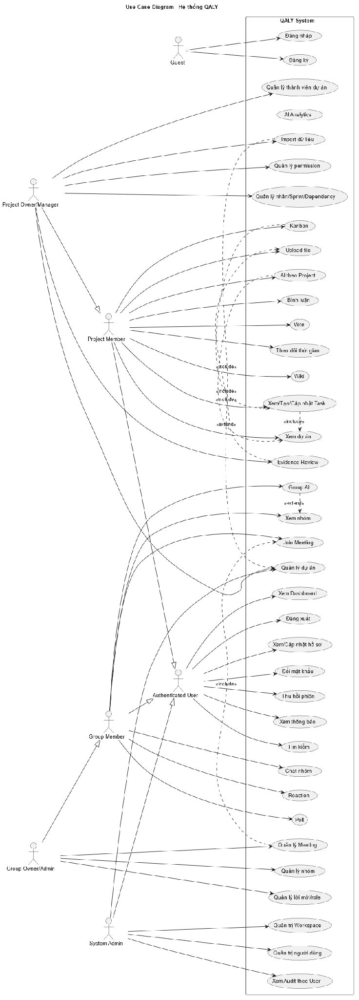 Use Case Diagram Hệ thống QALY
QALY System
Đăng nhập
Guest
Đăng ký
Quản lý thành viên dự án
AI Analytics
Import dữ liệu
Quản lý permission
Project Owner/Manager
Quản lý nhãn/Sprint/Dependency
Kanban
Upload file
AI theo Project
Bình luận
Vote
Project Member
Theo dõi thời gian
«include»
Wiki
«include»
«include»
Xem/Tạo/Cập nhật Task
«include»
«extend»
Xem dự án
Evidence Review
Group AI
«extend»
Xem nhóm
Join Meeting
Quản lý dự án
Xem Dashboard
Đăng xuất
Xem/Cập nhật hồ sơ
Đổi mật khẩu
«include»
Authenticated User
Thu hồi phiên
Xem thông báo
Group Member
Tìm kiếm
Chat nhóm
Reaction
Poll
Quản lý Meeting
Group Owner/Admin
Quản lý nhóm
Quản lý lời mời/role
Quản trị Workspace
System Admin
Quản trị người dùng
Xem Audit theo User